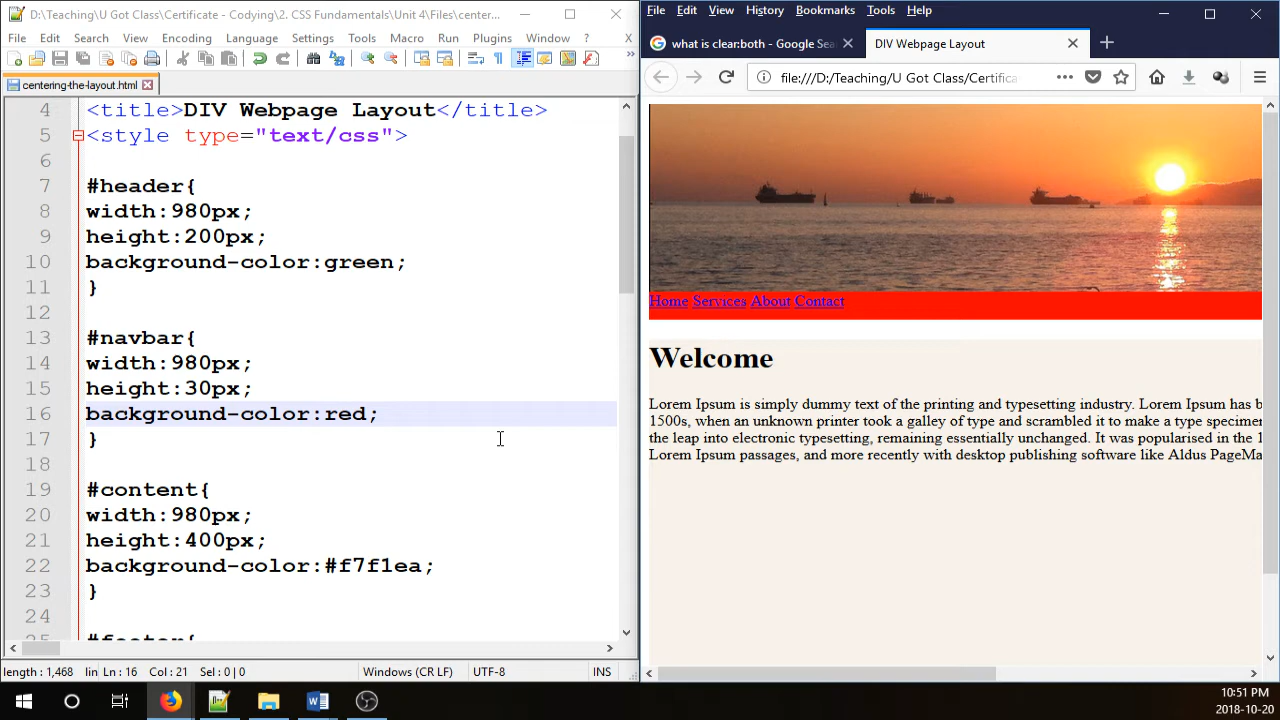 D:\Teaching\U Got Class\Certificate - Codying\2. CSS Fundamentals\Unit 4\Files\center...
File Edit Search View Encoding Language Settings Tools Macro Run Plugins Window ? X
»
centering-the-layout.html
4 <title>DIV Webpage Layout</title>
5 <style type="text/css">
6
7 #header{
8 width:980px;
9 height:200px;
10 background-color:green;
11 }
12
13 #navbar{
14 width:980px;
15 height:30px;
16 background-color:red;
17 }
18
19 #content{
20 width:980px;
21 height:400px;
22 background-color:#f7f1ea;
23 }
24
25 #footer{
length : 1,468 lin Ln : 16 Col : 21 Sel : 0 | 0 Windows (CR LF) UTF-8 INS
File Edit View History Bookmarks Tools Help
what is clear:both - Google Sea
DIV Webpage Layout
file:///D:/Teaching/U Got Class/Certifica
Home Services About Contact
Welcome
Lorem Ipsum is simply dummy text of the printing and typesetting industry. Lorem Ipsum has b
1500s, when an unknown printer took a galley of type and scrambled it to make a type specimen
the leap into electronic typesetting, remaining essentially unchanged. It was popularised in the 1
Lorem Ipsum passages, and more recently with desktop publishing software like Aldus PageMa
10:51 PM
2018-10-20